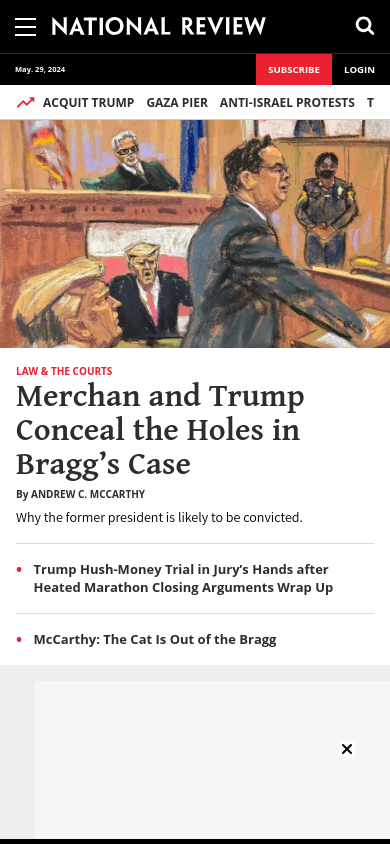 NATIONAL REVIEW
May. 29, 2024
SUBSCRIBE
LOGIN
ACQUIT TRUMP GAZA PIER ANTI-ISRAEL PROTESTS T
LAW & THE COURTS
Merchan and Trump
Conceal the Holes in
Bragg’s Case
By ANDREW C. MCCARTHY
Why the former president is likely to be convicted.
Trump Hush-Money Trial in Jury’s Hands after
Heated Marathon Closing Arguments Wrap Up
McCarthy: The Cat Is Out of the Bragg